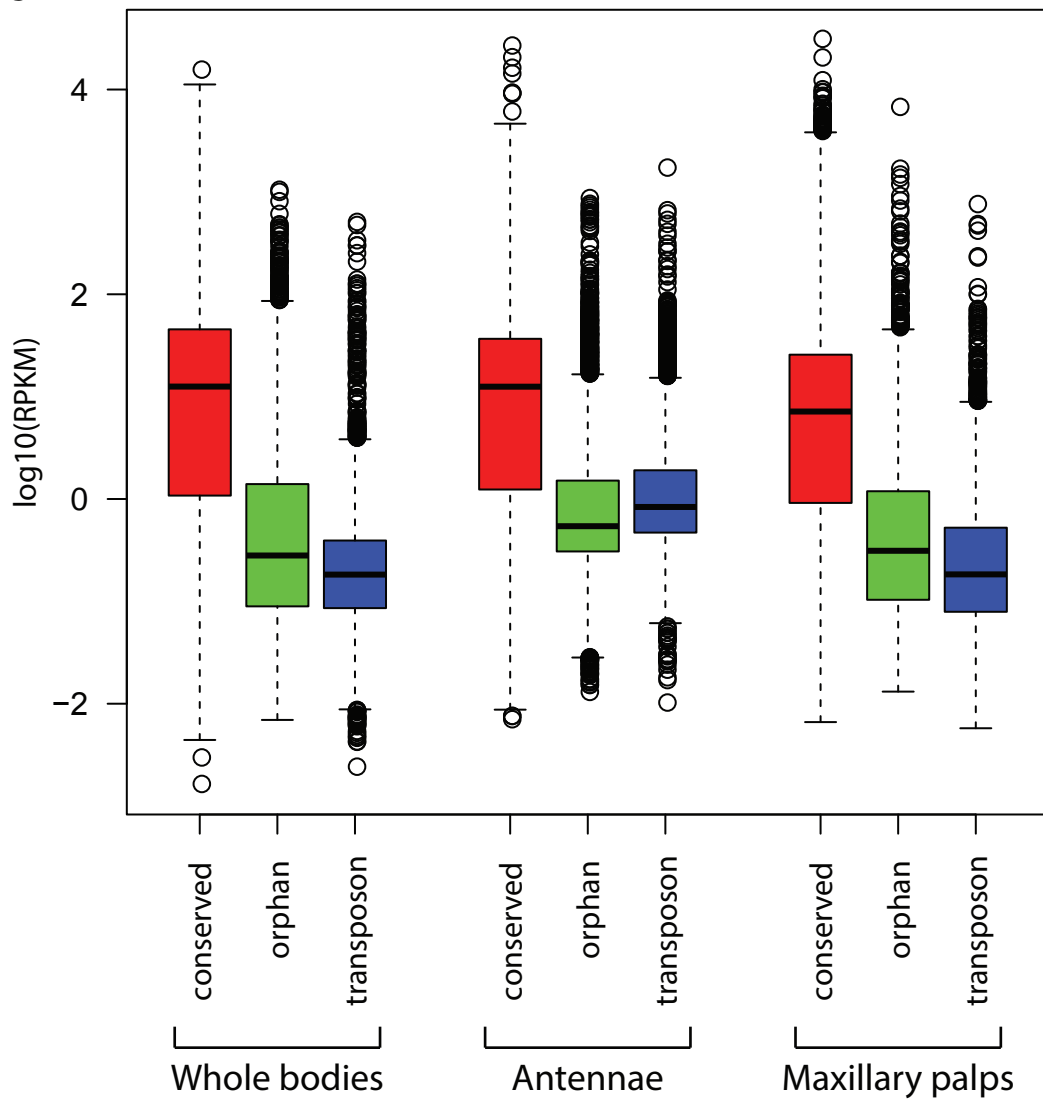 4
2
0
−2
log10(RPKM)
conserved
orphan
transposon
conserved
orphan
transposon
conserved
orphan
transposon
Whole bodies
Antennae
Maxillary palps